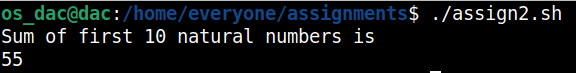 os_dac@dac:/home/everyone/assignments$ ./assign2.sh
Sum of first 10 natural numbers is
55